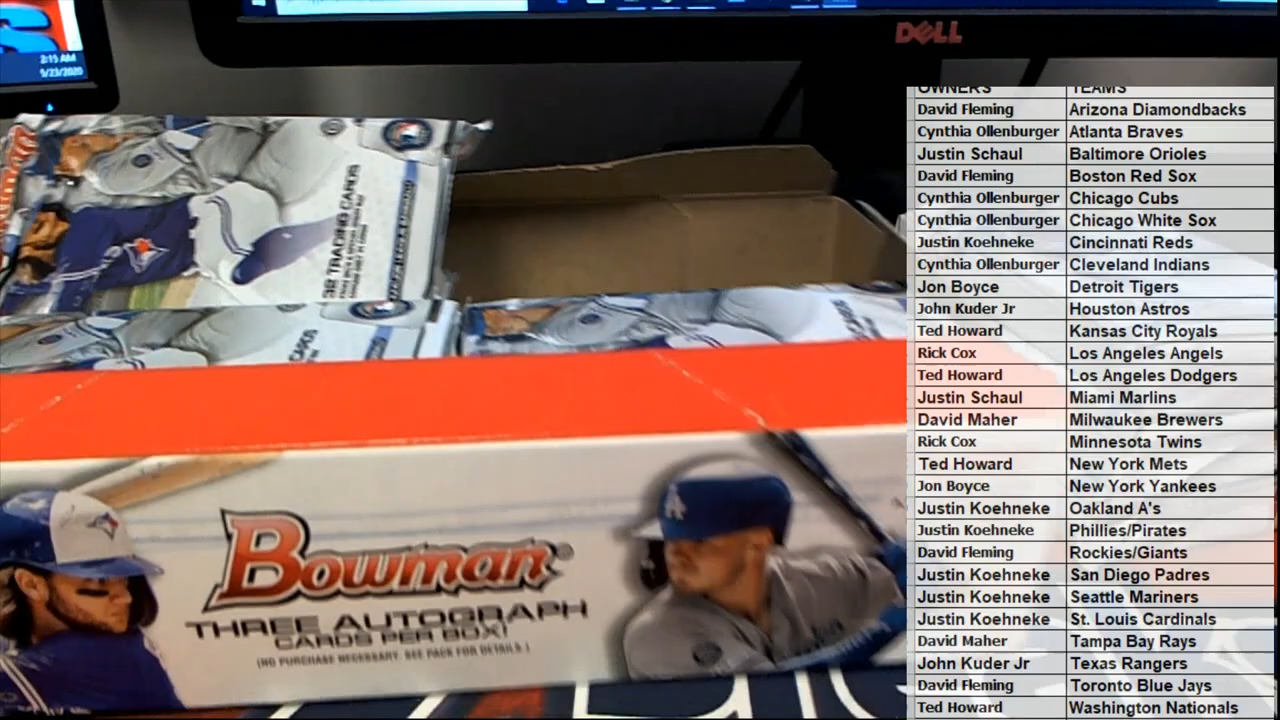 DELL
2:15 AM
5/23/2020
32 TRADING CARDS
CARDS
Bowman®
THREE AUTOGRAPH
CARDS PER BOX!
(NO PURCHASE NECESSARY. SEE PACK FOR DETAILS.)
OWNERS TEAMS
David Fleming Arizona Diamondbacks
Cynthia Ollenburger Atlanta Braves
Justin Schaul Baltimore Orioles
David Fleming Boston Red Sox
Cynthia Ollenburger Chicago Cubs
Cynthia Ollenburger Chicago White Sox
Justin Koehneke Cincinnati Reds
Cynthia Ollenburger Cleveland Indians
Jon Boyce Detroit Tigers
John Kuder Jr Houston Astros
Ted Howard Kansas City Royals
Rick Cox Los Angeles Angels
Ted Howard Los Angeles Dodgers
Justin Schaul Miami Marlins
David Maher Milwaukee Brewers
Rick Cox Minnesota Twins
Ted Howard New York Mets
Jon Boyce New York Yankees
Justin Koehneke Oakland A's
Justin Koehneke Phillies/Pirates
David Fleming Rockies/Giants
Justin Koehneke San Diego Padres
Justin Koehneke Seattle Mariners
Justin Koehneke St. Louis Cardinals
David Maher Tampa Bay Rays
John Kuder Jr Texas Rangers
David Fleming Toronto Blue Jays
Ted Howard Washington Nationals